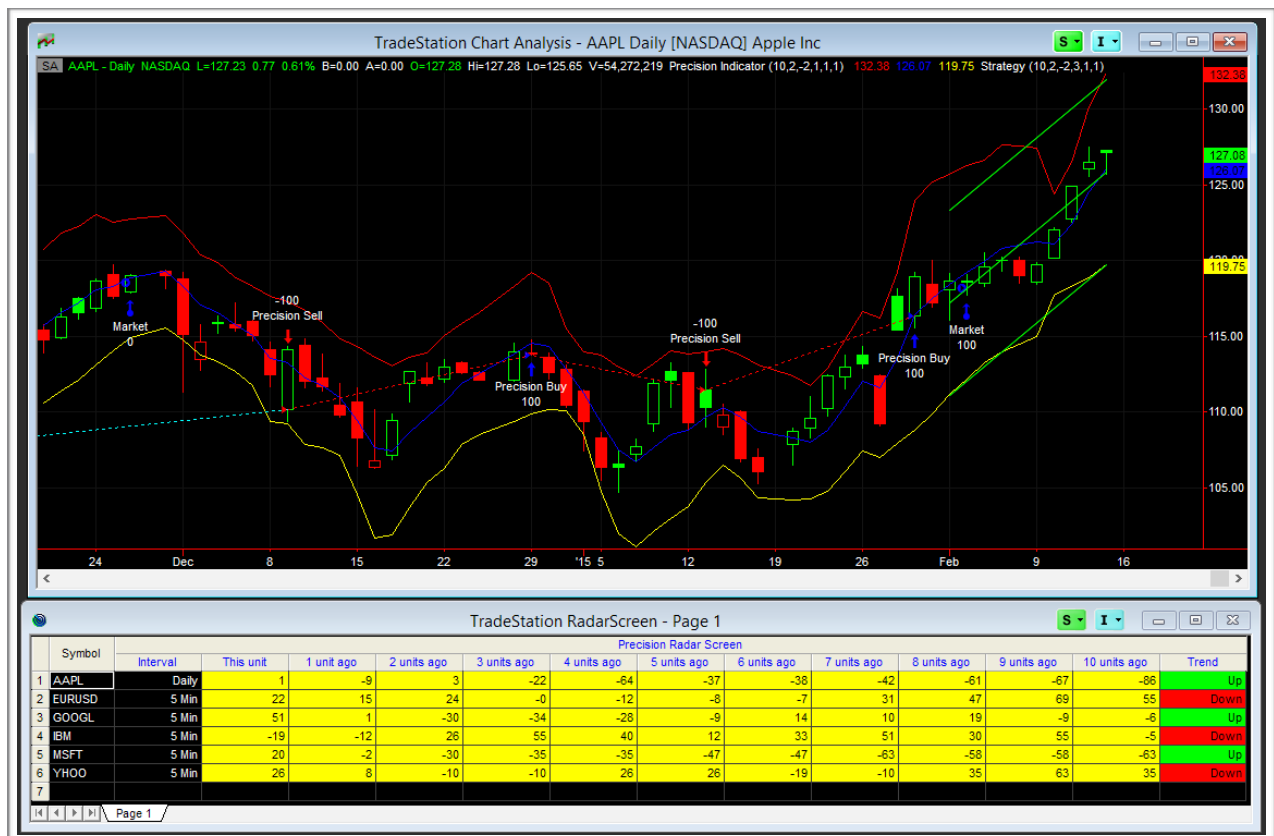 TradeStation Chart Analysis - AAPL Daily [NASDAQ] Apple Inc
S I
SA AAPL - Daily NASDAQ L=127.23 0.77 0.61% B=0.00 A=0.00 O=127.28 Hi=127.28 Lo=125.65 V=54,272,219 Precision Indicator (10,2,-2,1,1,1) 132.38 126.07 119.75 Strategy (10,2,-2,3,1,1)
132.38
130.00
127.08
126.07
125.00
120.00
119.75
115.00
110.00
105.00
Market
0
-100
Precision Sell
Precision Buy
100
-100
Precision Sell
Precision Buy
100
Market
100
24 Dec 8 15 22 29 '15 5 12 19 26 Feb 9 16
TradeStation RadarScreen - Page 1
S I
Precision Radar Screen
Symbol Interval This unit 1 unit ago 2 units ago 3 units ago 4 units ago 5 units ago 6 units ago 7 units ago 8 units ago 9 units ago 10 units ago Trend
1 AAPL Daily 1 -9 3 -22 -64 -37 -38 -42 -61 -67 -86 Up
2 EURUSD 5 Min 22 15 24 -0 -12 -8 -7 31 47 69 55 Down
3 GOOGL 5 Min 51 1 -30 -34 -28 -9 14 10 19 -9 -6 Up
4 IBM 5 Min -19 -12 26 55 40 12 33 51 30 55 -5 Down
5 MSFT 5 Min 20 -2 -30 -35 -35 -47 -47 -63 -58 -58 -63 Up
6 YHOO 5 Min 26 8 -10 -10 26 26 -19 -10 35 63 35 Down
7
Page 1